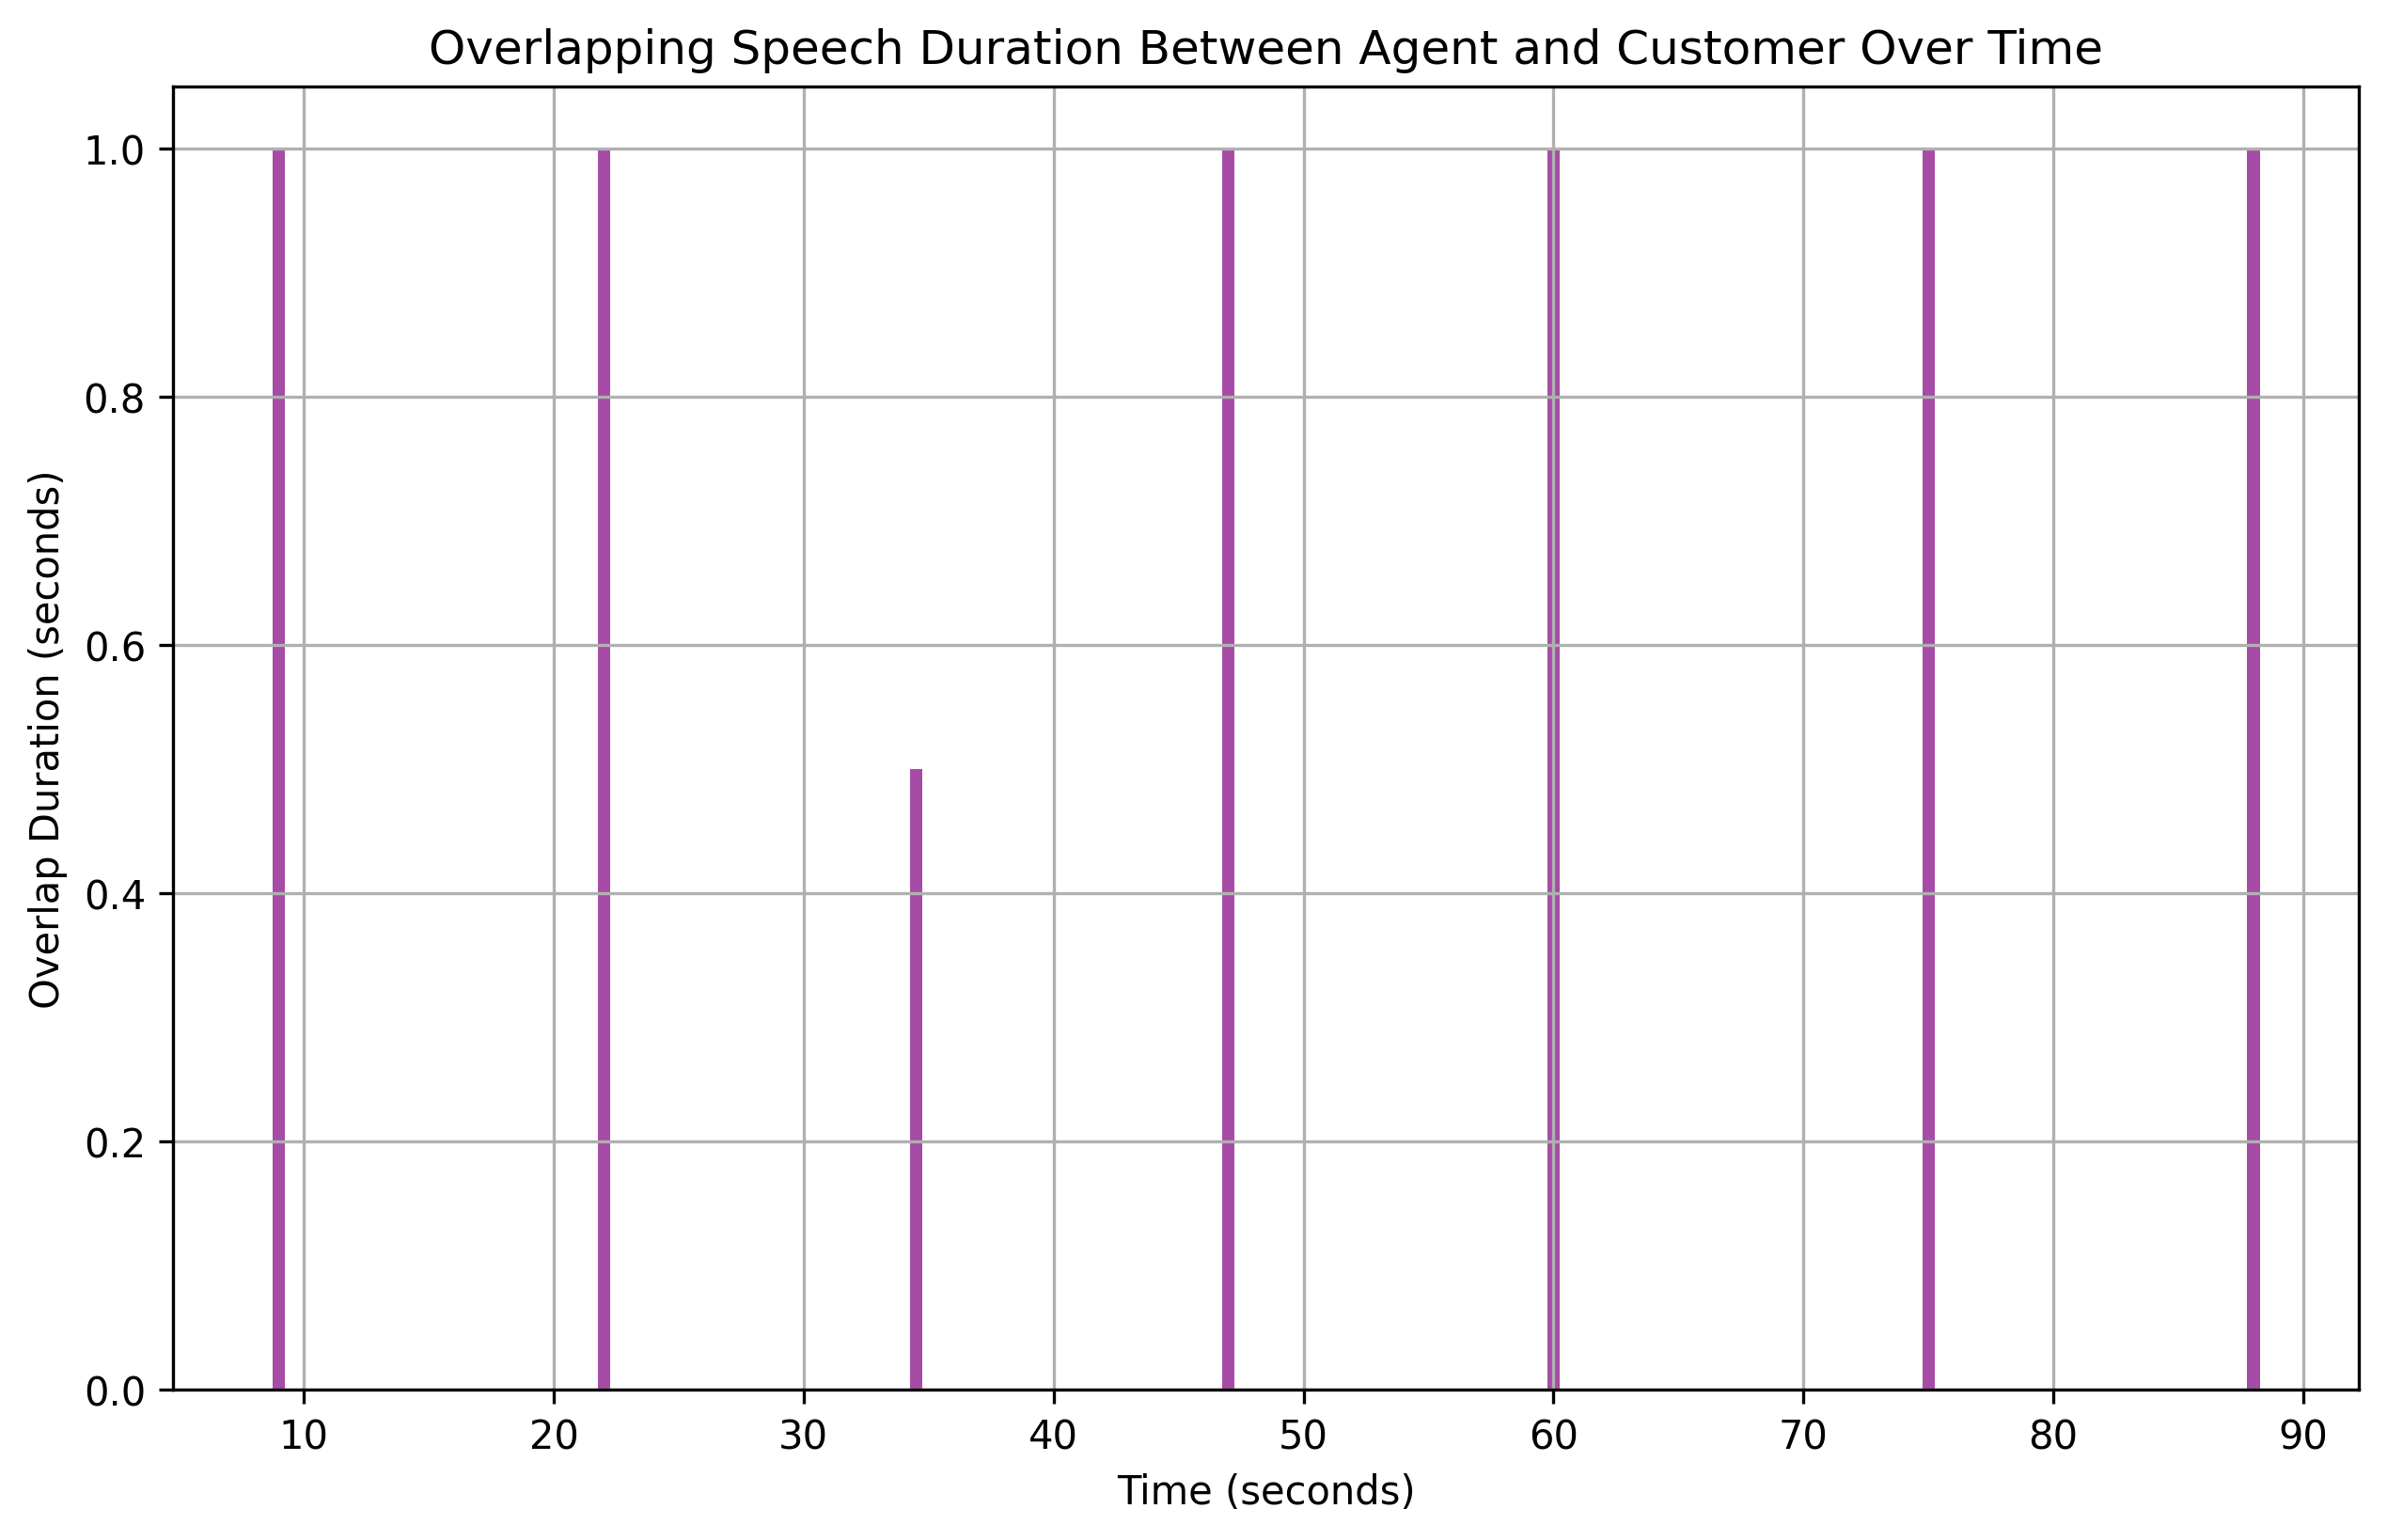 Overlapping Speech Duration Between Agent and Customer Over Time
1.0
0.8
0.6
0.4
0.2
0.0
Overlap Duration (seconds)
10 20 30 40 50 60 70 80 90
Time (seconds)